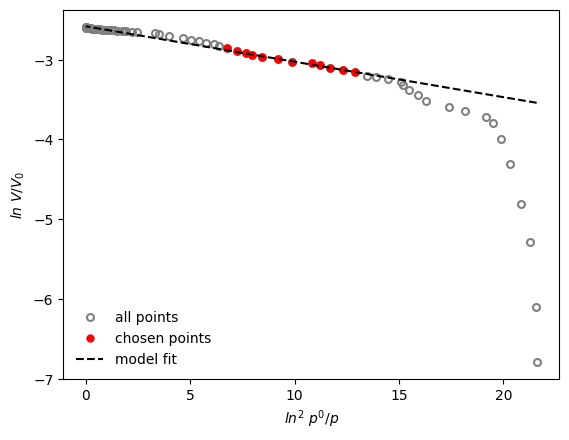 −3
−4
−5
−6
−7
ln V/V₀
all points
chosen points
model fit
0
5
10
15
20
ln² p⁰/p